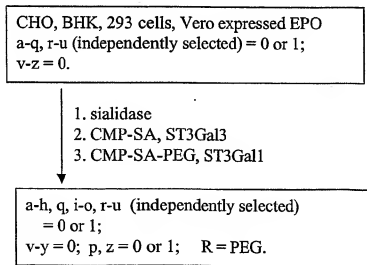 CHO, BHK, 293 cells, Vero expressed EPO
a-q, r-u (independently selected) = 0 or 1;
v-z = 0.
1. sialidase
2. CMP-SA, ST3Gal3
3. CMP-SA-PEG, ST3Gal1
a-h, q, i-o, r-u (independently selected)
= 0 or 1;
v-y = 0; p, z = 0 or 1; R = PEG.